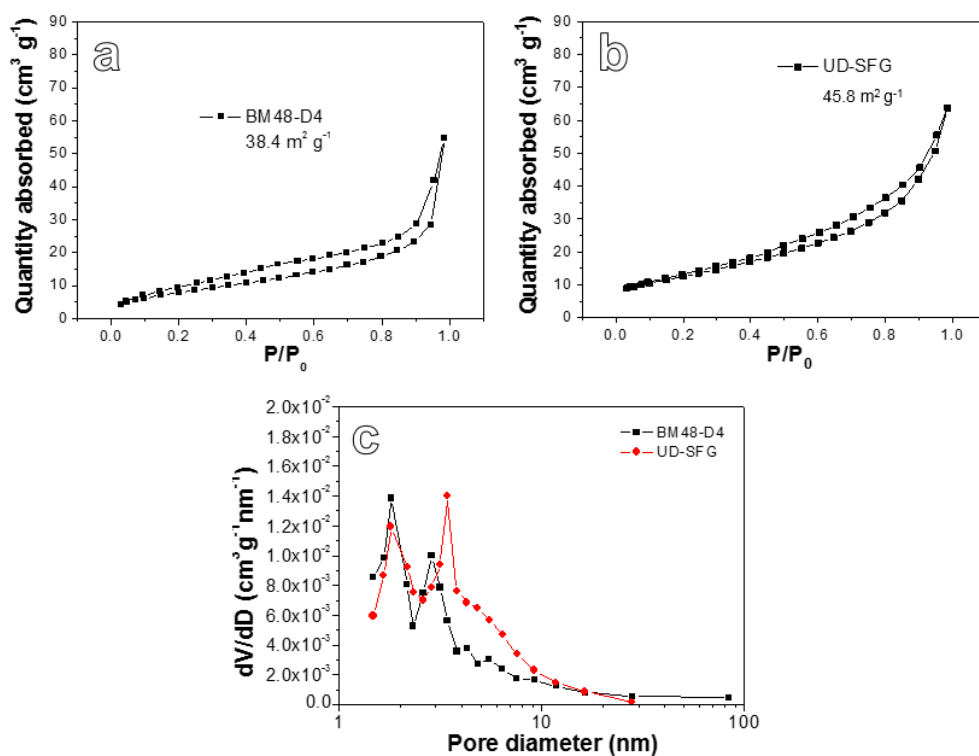 a
Quantity absorbed (cm³ g⁻¹)
90
80
70
60
50
40
30
20
10
0
BM48-D4
38.4 m² g⁻¹
0.0 0.2 0.4 0.6 0.8 1.0
P/P₀
b
Quantity absorbed (cm³ g⁻¹)
90
80
70
60
50
40
30
20
10
0
UD-SFG
45.8 m² g⁻¹
0.0 0.2 0.4 0.6 0.8 1.0
P/P₀
c
dV/dD (cm³g⁻¹nm⁻¹)
2.0x10⁻²
1.8x10⁻²
1.6x10⁻²
1.4x10⁻²
1.2x10⁻²
1.0x10⁻²
8.0x10⁻³
6.0x10⁻³
4.0x10⁻³
2.0x10⁻³
0.0
BM48-D4
UD-SFG
1 10 100
Pore diameter (nm)